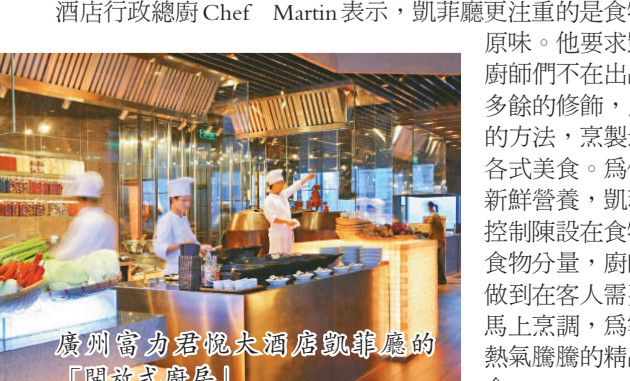 酒店行政總廚Chef Martin表示，凱菲廳更注重的是食
原味。他要求
廚師們不在出
多餘的修飾，
的方法，烹製
各式美食。爲
新鮮營養，凱
控制陳設在食
食物分量，廚
做到在客人需
馬上烹調，爲
熱氣騰騰的精
廣州富力君悅大酒店凱菲廳的
「開放式廚房」